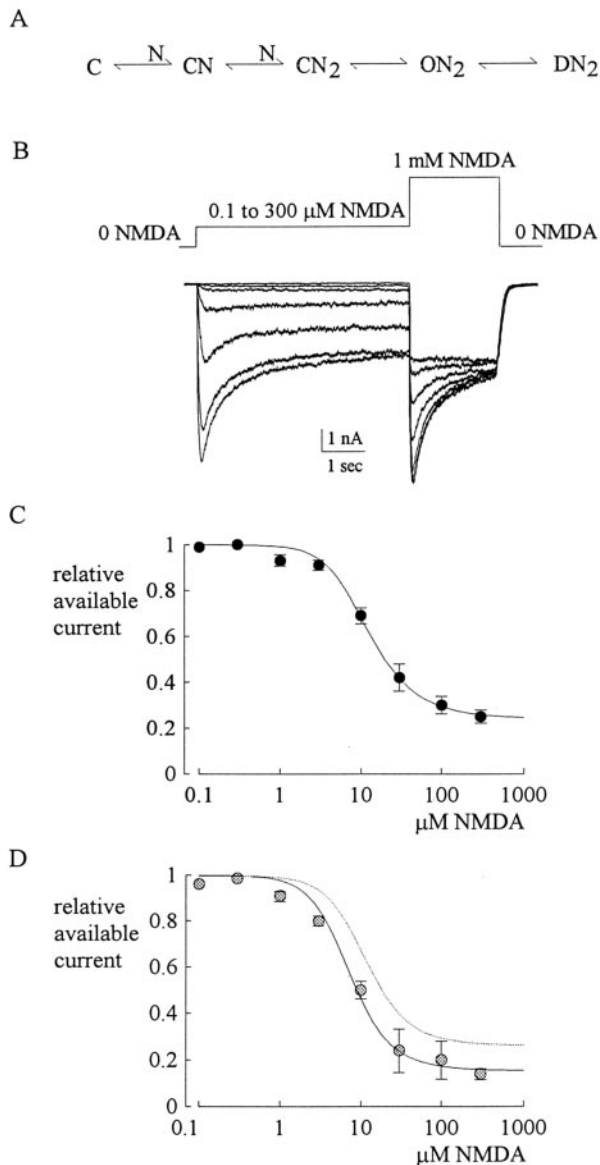 A
C N CN N CN2 ON2 DN2
B
1 mM NMDA
0.1 to 300 μM NMDA
0 NMDA
0 NMDA
1 nA
1 sec
C
relative
available
current
1
0.8
0.6
0.4
0.2
0
0.1 1 10 100 1000
μM NMDA
D
relative
available
current
1
0.8
0.6
0.4
0.2
0
0.1 1 10 100 1000
μM NMDA